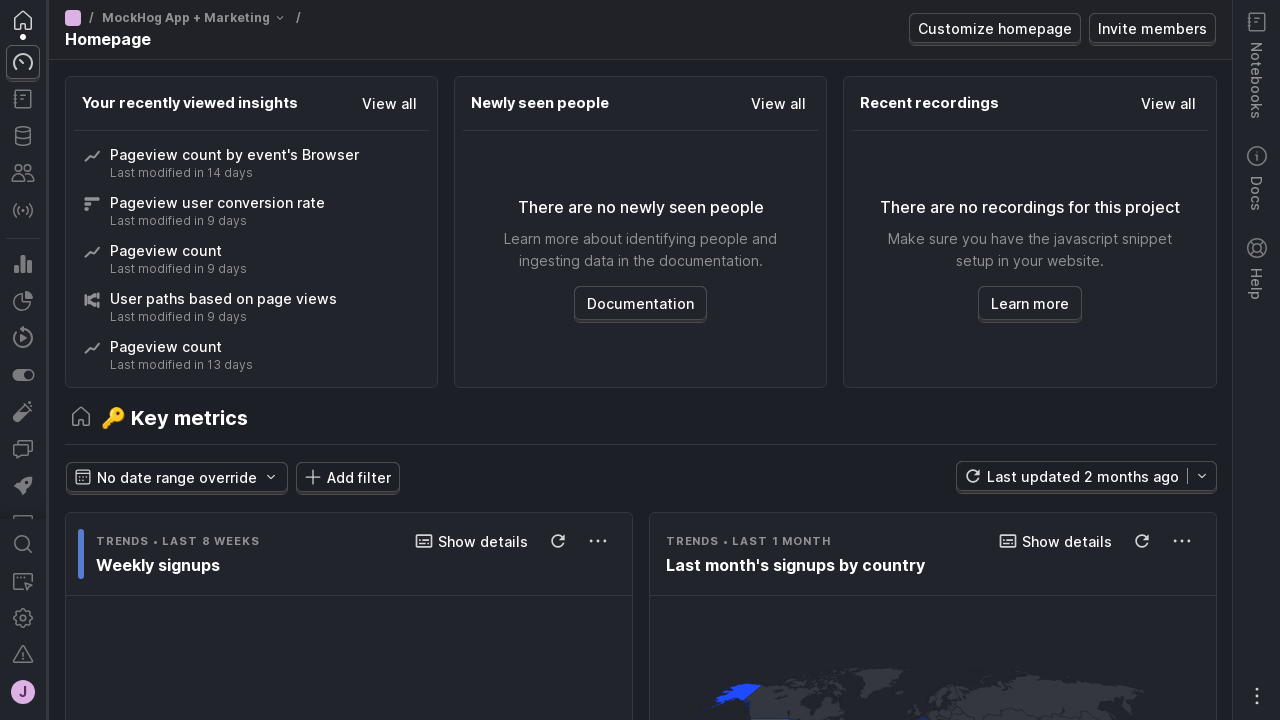 / MockHog App + Marketing /
Homepage
Customize homepage
Invite members
Your recently viewed insights
View all
Pageview count by event's Browser
Last modified in 14 days
Pageview user conversion rate
Last modified in 9 days
Pageview count
Last modified in 9 days
User paths based on page views
Last modified in 9 days
Pageview count
Last modified in 13 days
Newly seen people
View all
There are no newly seen people
Learn more about identifying people and
ingesting data in the documentation.
Documentation
Recent recordings
View all
There are no recordings for this project
Make sure you have the javascript snippet
setup in your website.
Learn more
🔑 Key metrics
No date range override
Add filter
Last updated 2 months ago
TRENDS • LAST 8 WEEKS
Show details
Weekly signups
TRENDS • LAST 1 MONTH
Show details
Last month's signups by country
J
Notebooks
Docs
Help